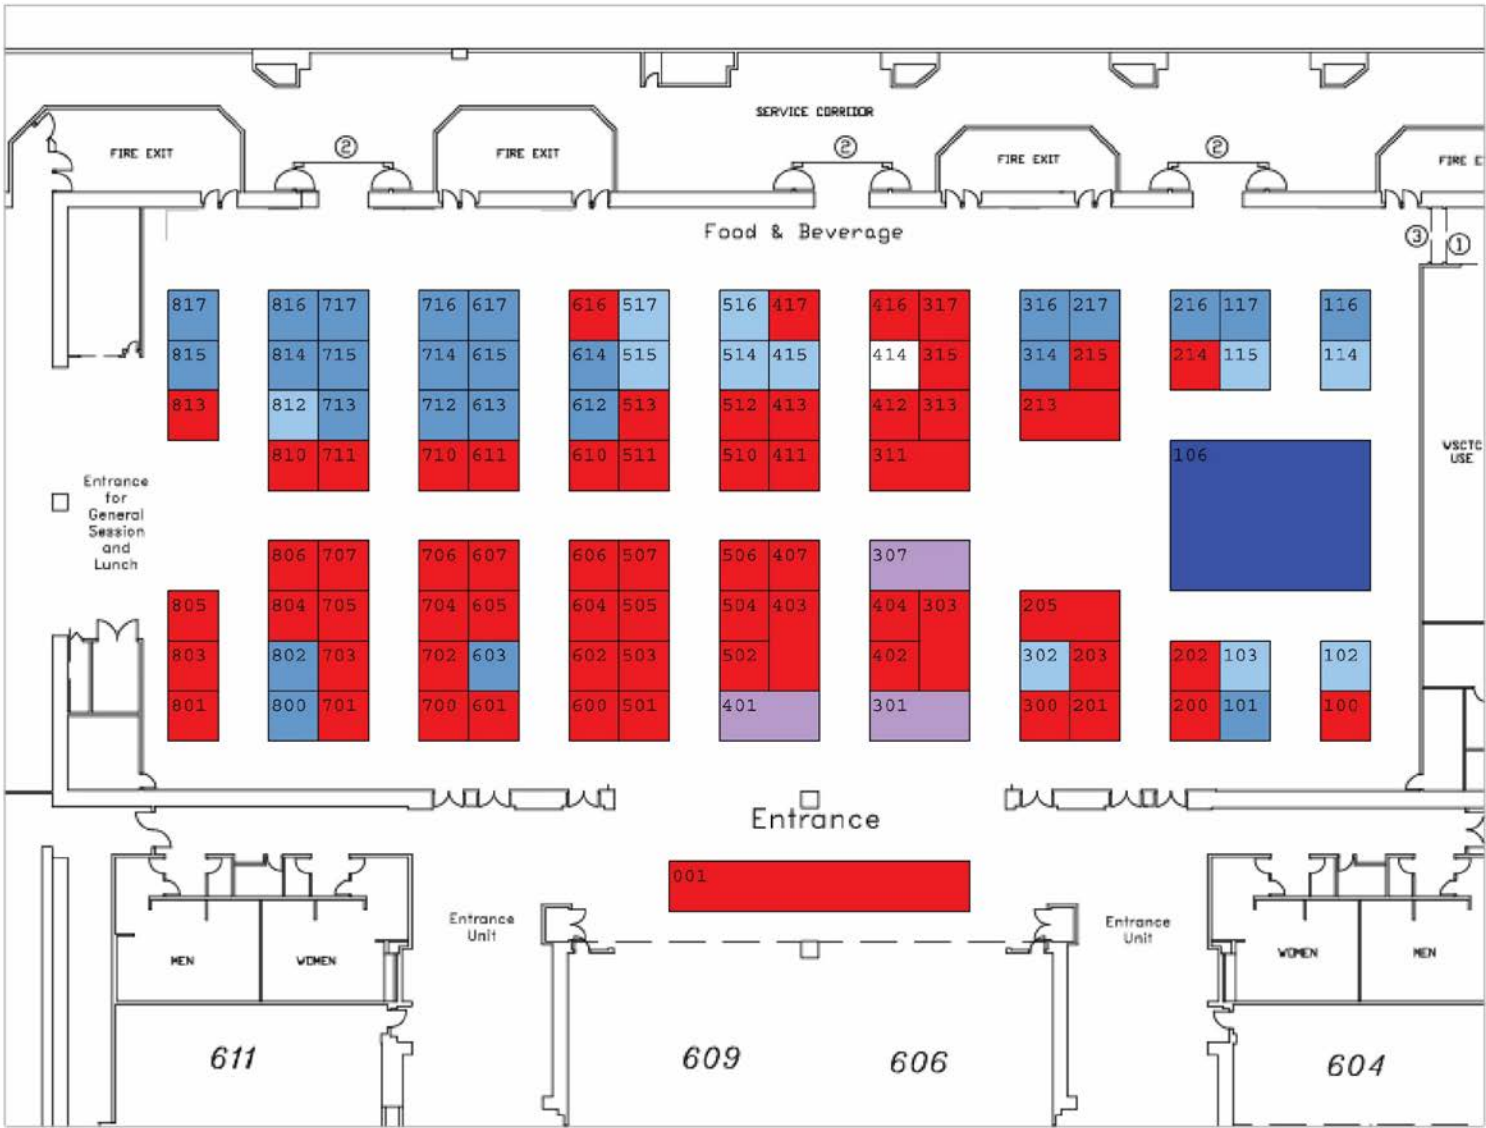 SERVICE CORRIDOR
FIRE EXIT
②
FIRE EXIT
②
FIRE EXIT
②
FIRE E
Food & Beverage
③ ①
817 816 717 716 617 616 517 516 417 416 317 316 217 216 117 116
815 814 715 714 615 614 515 514 415 414 315 314 215 214 115 114
813 812 713 712 613 612 513 512 413 412 313 213
810 711 710 611 610 511 510 411 311 106
WSCTC
USE
Entrance
for
General
Session
and
Lunch
806 707 706 607 606 507 506 407 307
805 804 705 704 605 604 505 504 403 404 303 205
803 802 703 702 603 602 503 502 402 302 203 202 103 102
801 800 701 700 601 600 501 401 301 300 201 200 101 100
Entrance
001
Entrance
Unit
Entrance
Unit
MEN
WOMEN
WOMEN
MEN
611
609
606
604